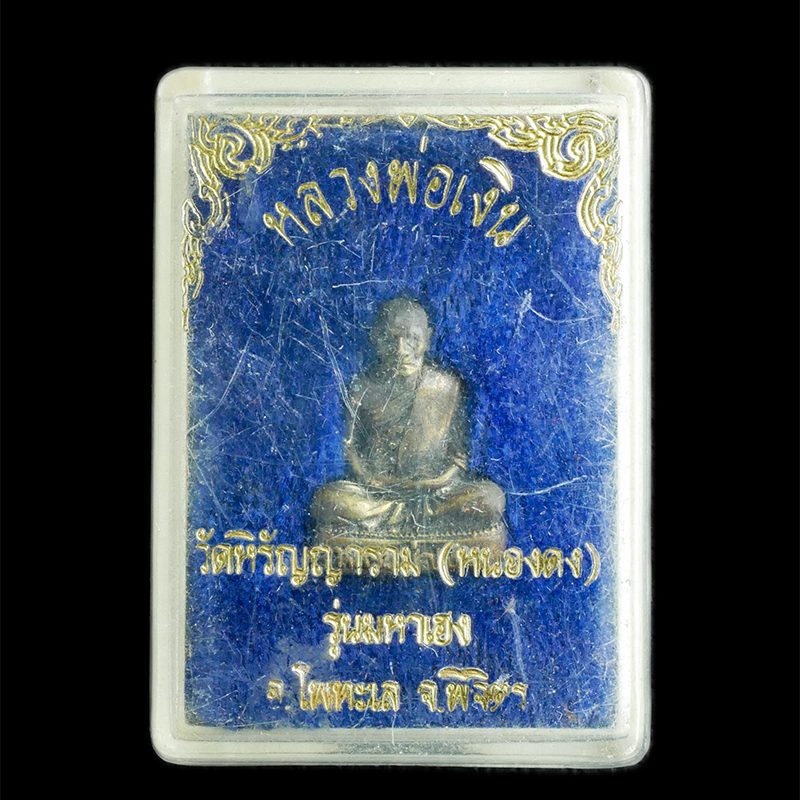 หลวงพ่อเงิน
วัดหิรัญญาราม (หนองดง)
รุ่นมหาเฮง
อ.โพทะเล จ.พิจิตร